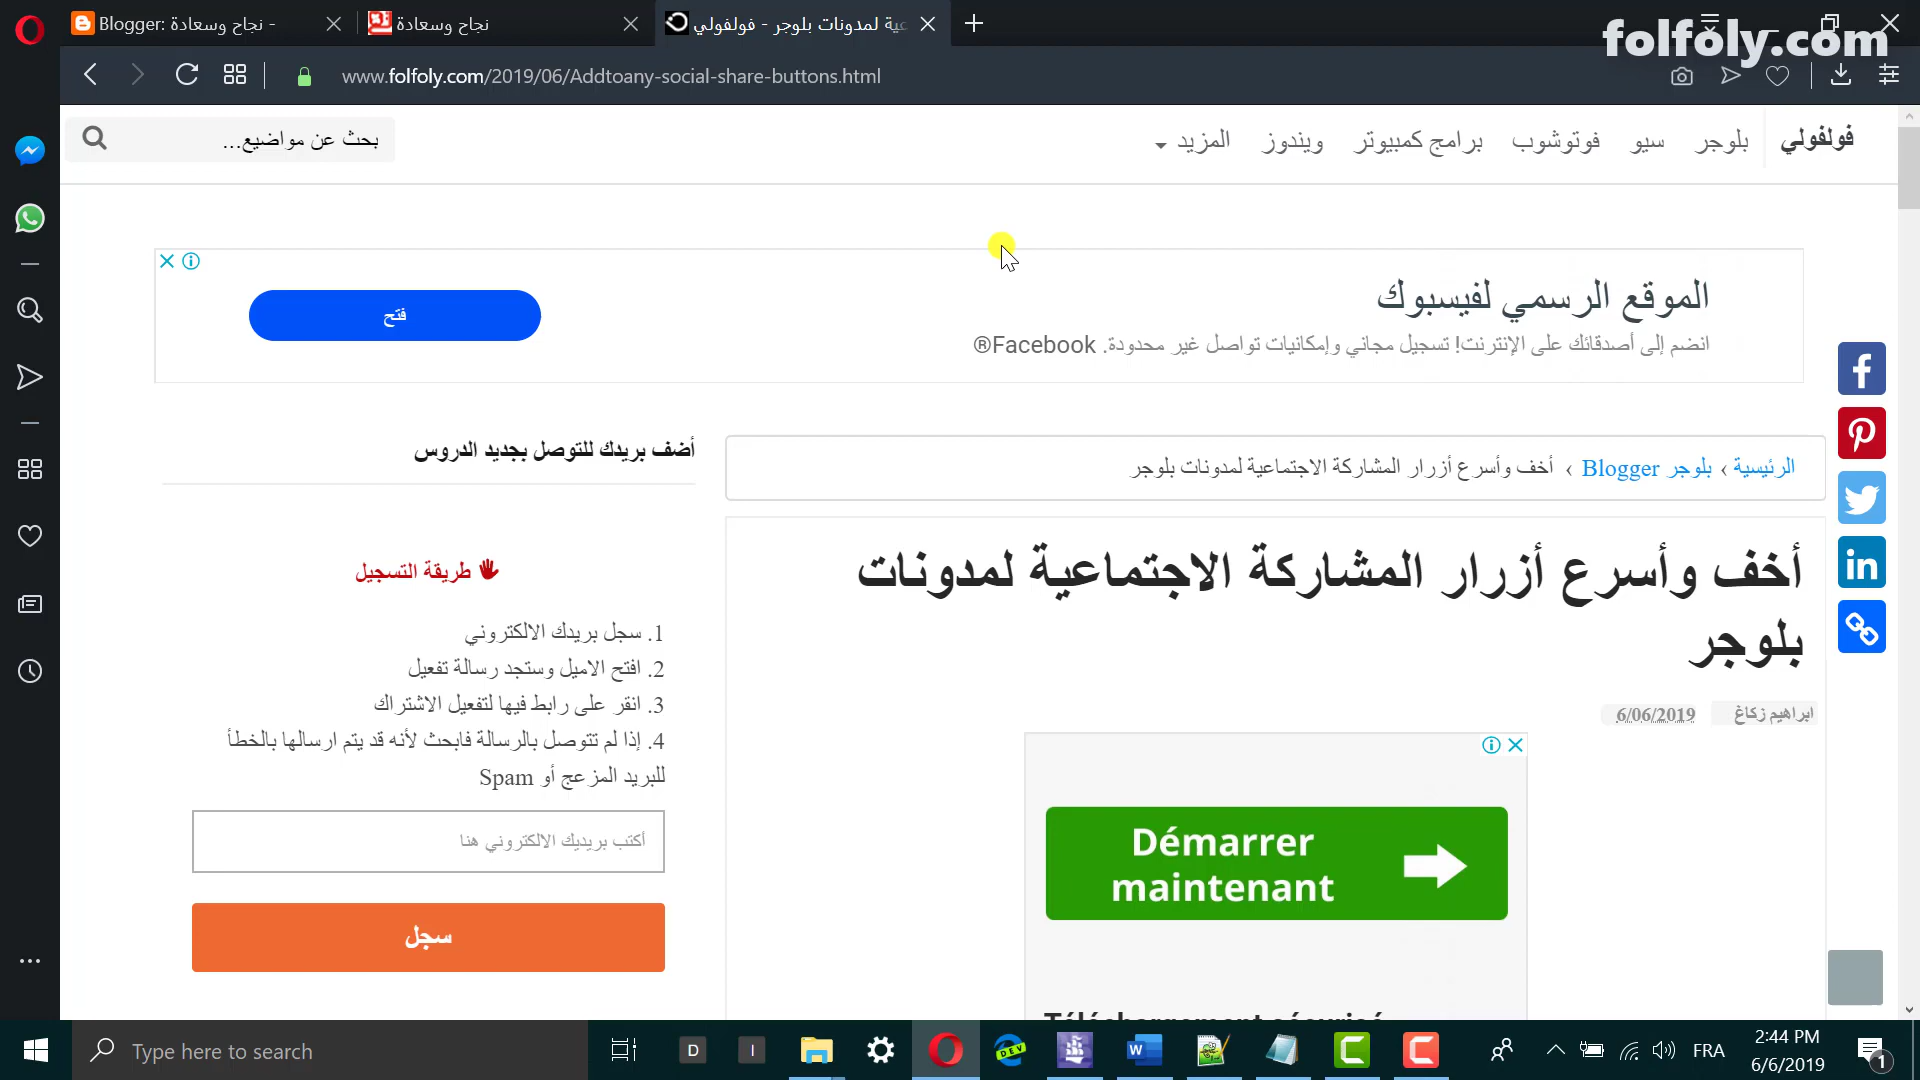 Blogger: نجاح وسعادة -
نجاح وسعادة
عية لمدونات بلوجر - فولفولي
folfoly.com
www.folfoly.com/2019/06/Addtoany-social-share-buttons.html
فولفولي
بلوجر
سيو
فوتوشوب
برامج كمبيوتر
ويندوز
المزيد
بحث عن مواضيع...
الموقع الرسمي لفيسبوك
انضم إلى أصدقائك على الإنترنت! تسجيل مجاني وإمكانيات تواصل غير محدودة. Facebook®
فتح
الرئيسية › بلوجر Blogger › أخف وأسرع أزرار المشاركة الاجتماعية لمدونات بلوجر
أخف وأسرع أزرار المشاركة الاجتماعية لمدونات
بلوجر
ابراهيم زكاغ
6/06/2019
Démarrer
maintenant
Téléchargement sécurisé
أضف بريدك للتوصل بجديد الدروس
طريقة التسجيل
1. سجل بريدك الالكتروني
2. افتح الاميل وستجد رسالة تفعيل
3. انقر على رابط فيها لتفعيل الاشتراك
4. إذا لم تتوصل بالرسالة فابحث لأنه قد يتم ارسالها بالخطأ
للبريد المزعج أو Spam
أكتب بريديك الالكتروني هنا
سجل
Type here to search
D
I
DEV
W
FRA
2:44 PM
6/6/2019
1